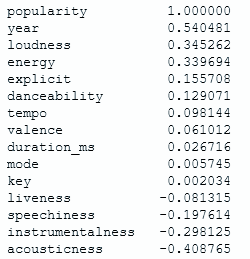 popularity 1.000000
year 0.540481
loudness 0.345262
energy 0.339694
explicit 0.155708
danceability 0.129071
tempo 0.098144
valence 0.061012
duration_ms 0.026716
mode 0.005745
key 0.002034
liveness -0.081315
speechiness -0.197614
instrumentalness -0.298125
acousticness -0.408765